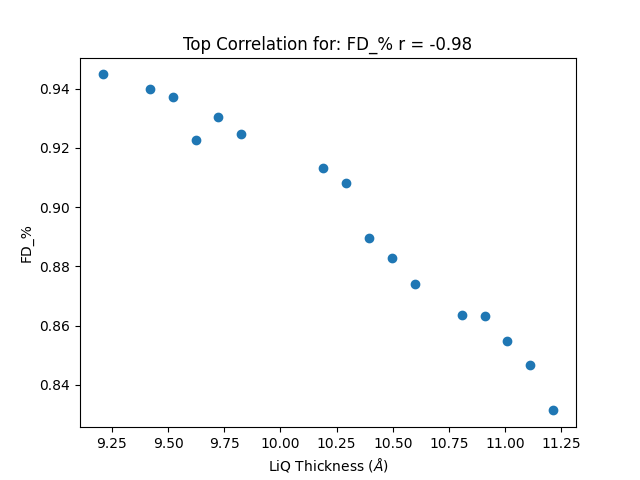 Top Correlation for: FD_% r = -0.98
0.94
0.92
0.90
0.88
0.86
0.84
FD_%
9.25 9.50 9.75 10.00 10.25 10.50 10.75 11.00 11.25
LiQ Thickness (Å)